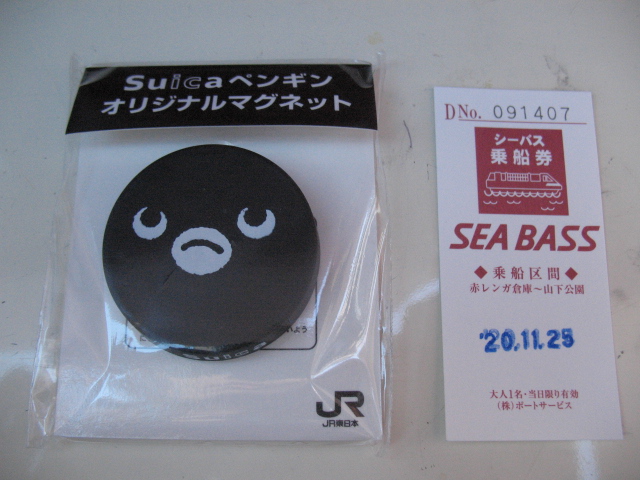 Suicaペンギン
オリジナルマグネット
JR
JR東日本
DNo. 091407
シーバス
乗船券
SEA BASS
◆乗船区間◆
赤レンガ倉庫〜山下公園
'20.11.25
大人1名・当日限り有効
(株)ポートサービス